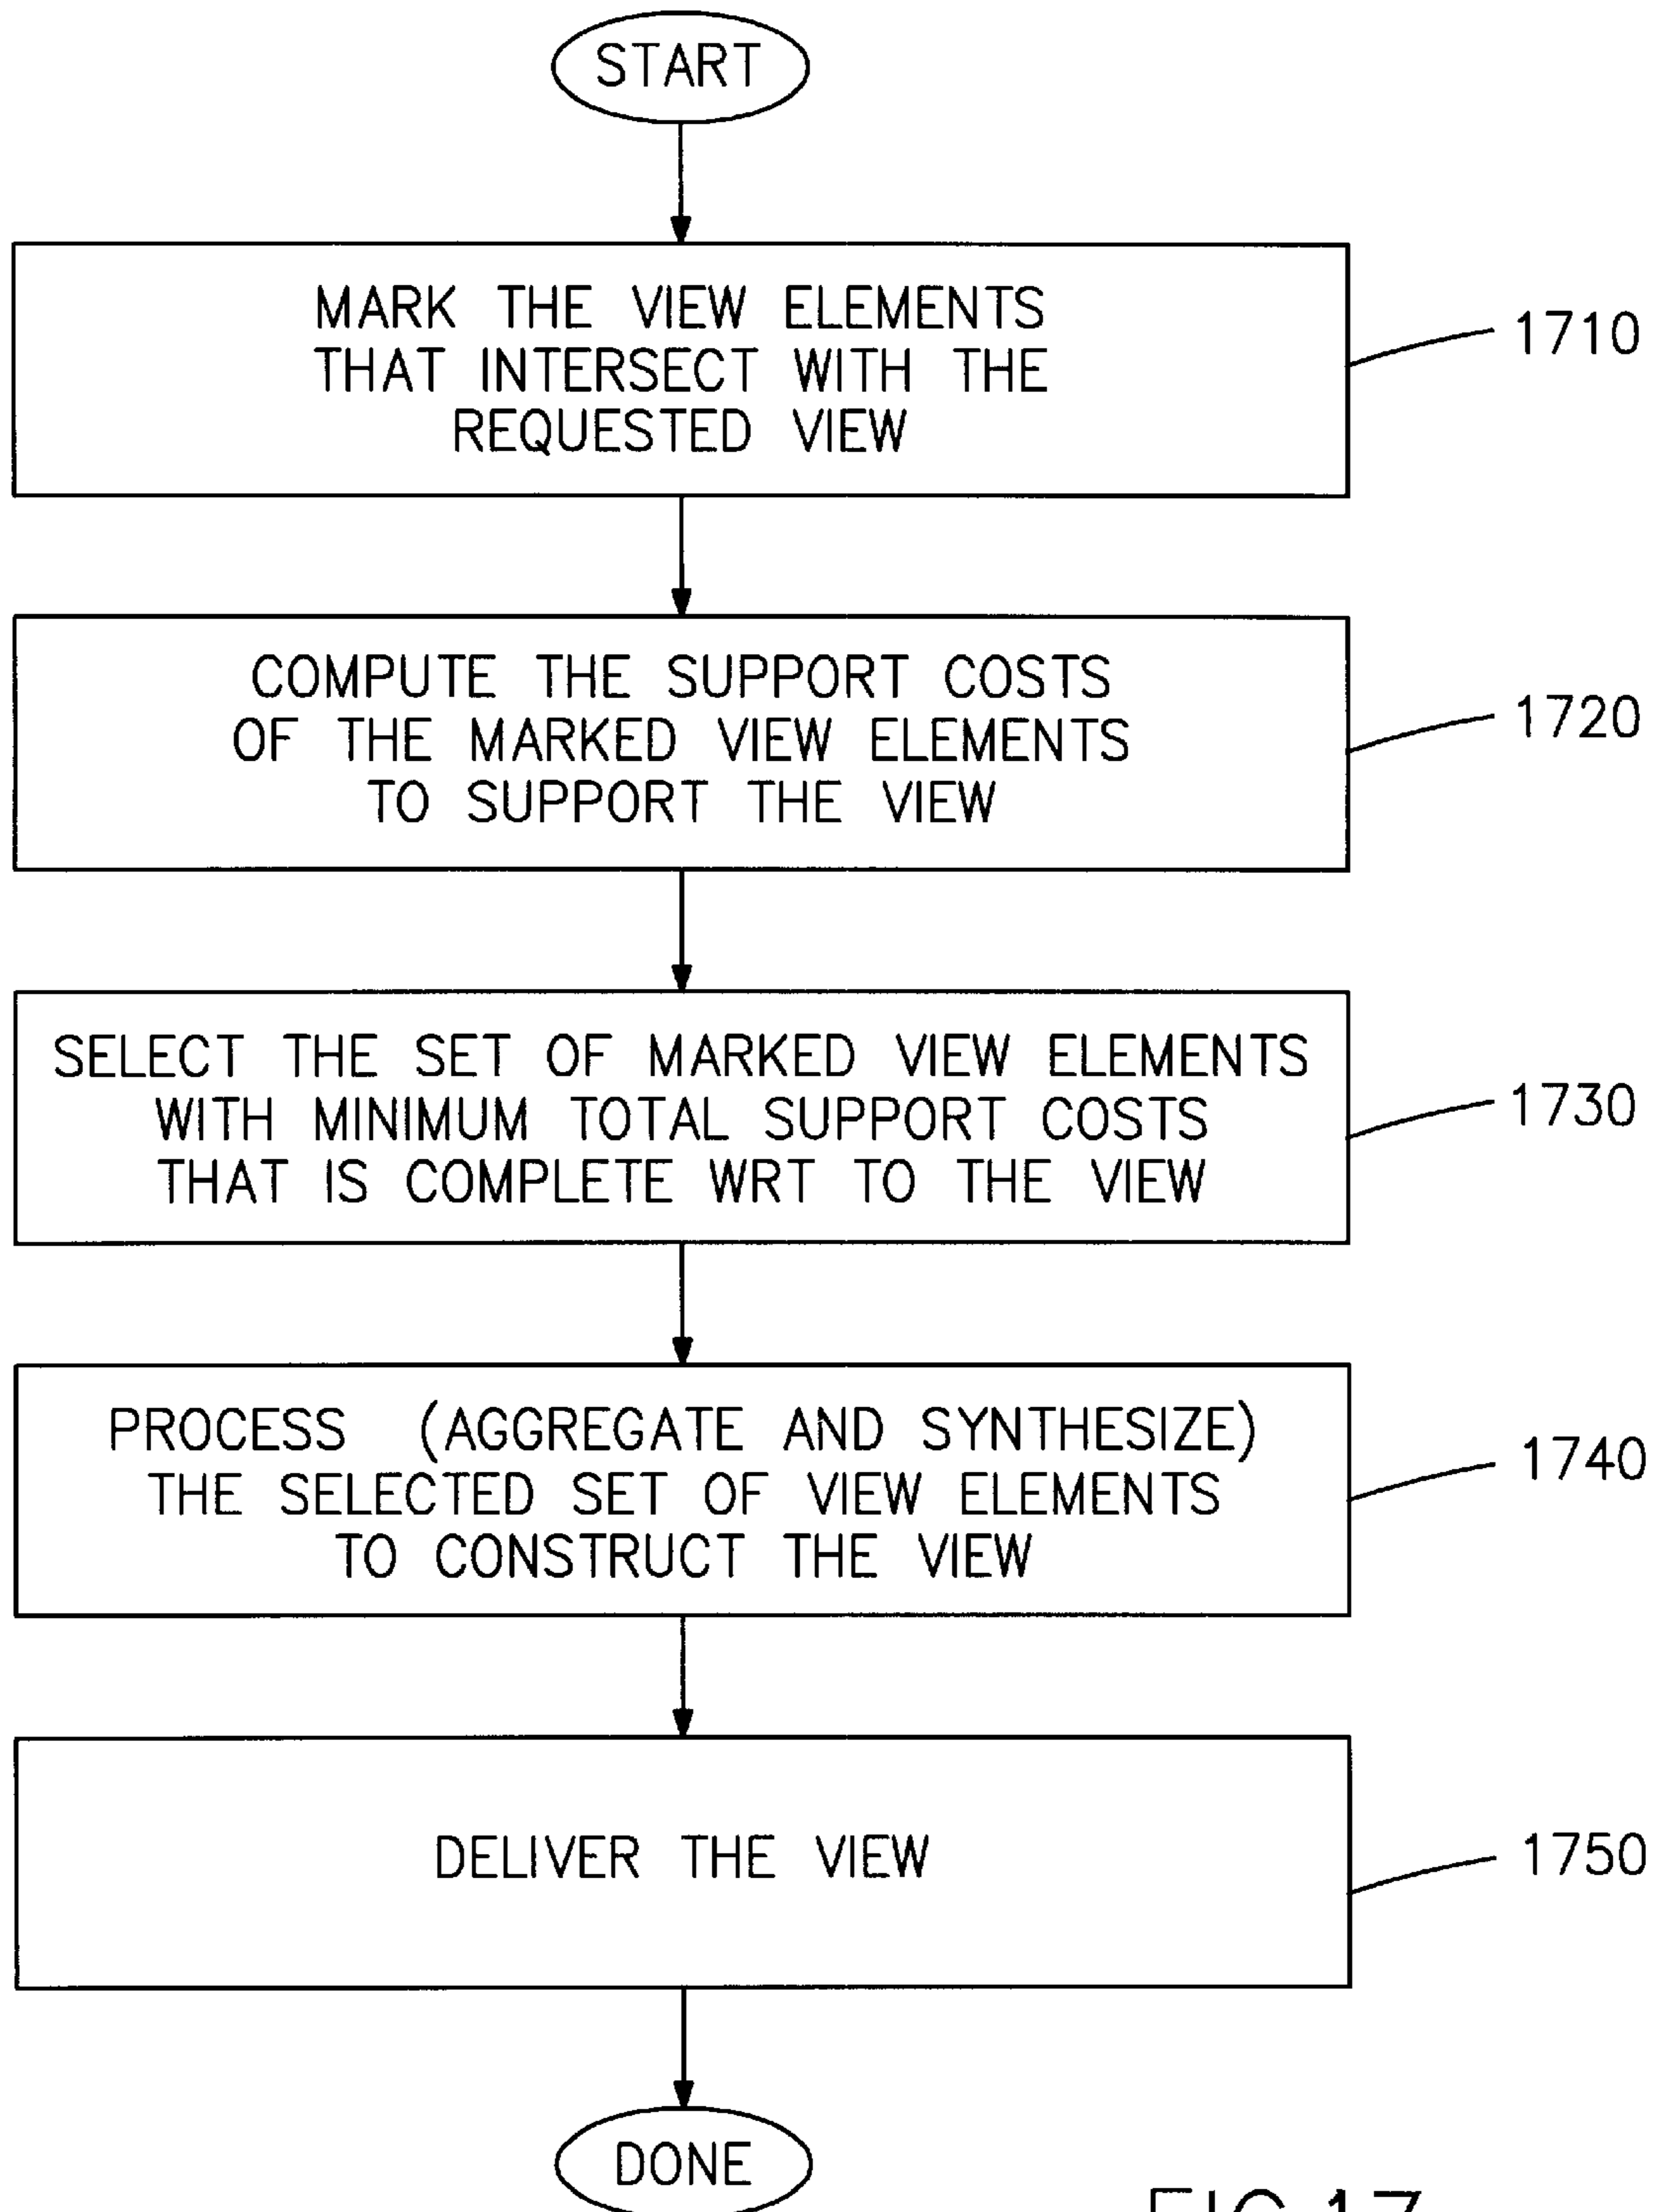 START
MARK THE VIEW ELEMENTS
THAT INTERSECT WITH THE
REQUESTED VIEW
1710
COMPUTE THE SUPPORT COSTS
OF THE MARKED VIEW ELEMENTS
TO SUPPORT THE VIEW
1720
SELECT THE SET OF MARKED VIEW ELEMENTS
WITH MINIMUM TOTAL SUPPORT COSTS
THAT IS COMPLETE WRT TO THE VIEW
1730
PROCESS (AGGREGATE AND SYNTHESIZE)
THE SELECTED SET OF VIEW ELEMENTS
TO CONSTRUCT THE VIEW
1740
DELIVER THE VIEW
1750
DONE
FIG.17